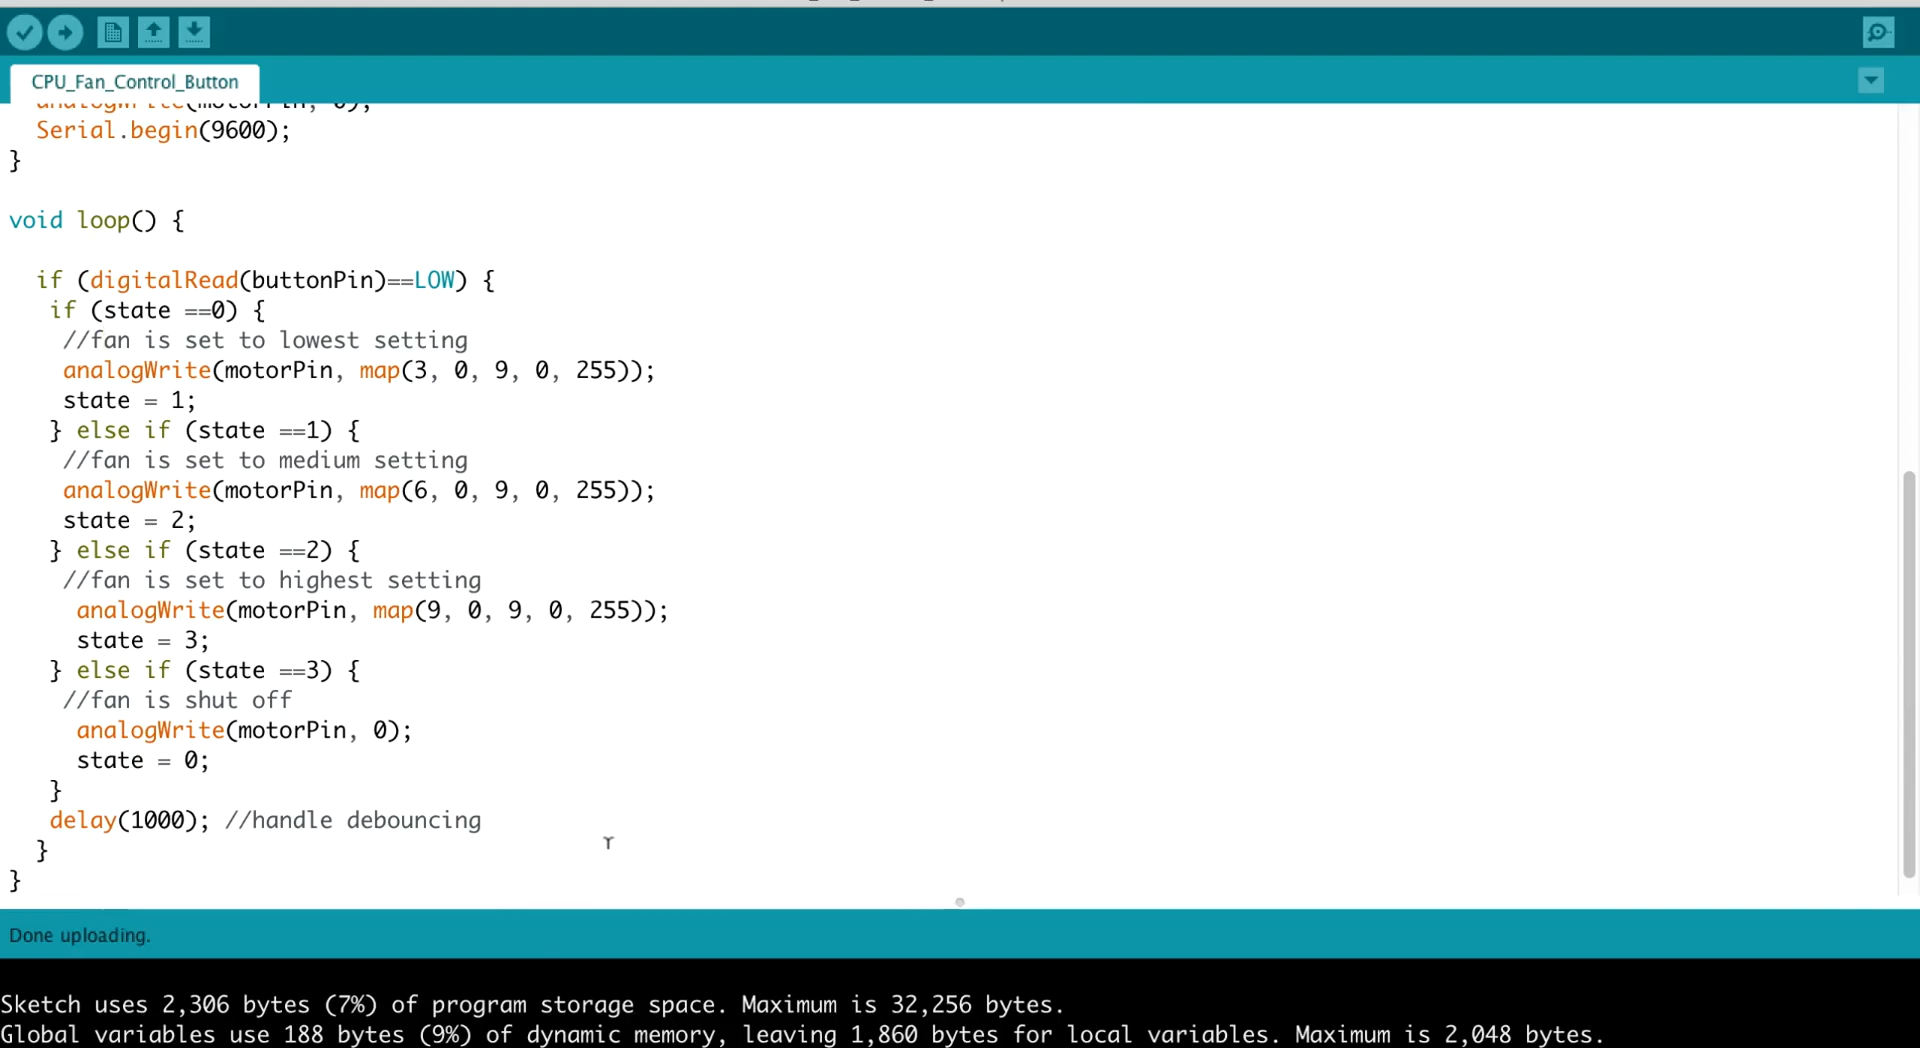 CPU_Fan_Control_Button
analogWrite(motorPin, 0);
Serial.begin(9600);
}
void loop() {
if (digitalRead(buttonPin)==LOW) {
if (state ==0) {
//fan is set to lowest setting
analogWrite(motorPin, map(3, 0, 9, 0, 255));
state = 1;
} else if (state ==1) {
//fan is set to medium setting
analogWrite(motorPin, map(6, 0, 9, 0, 255));
state = 2;
} else if (state ==2) {
//fan is set to highest setting
analogWrite(motorPin, map(9, 0, 9, 0, 255));
state = 3;
} else if (state ==3) {
//fan is shut off
analogWrite(motorPin, 0);
state = 0;
}
delay(1000); //handle debouncing
}
}
Done uploading.
Sketch uses 2,306 bytes (7%) of program storage space. Maximum is 32,256 bytes.
Global variables use 188 bytes (9%) of dynamic memory, leaving 1,860 bytes for local variables. Maximum is 2,048 bytes.